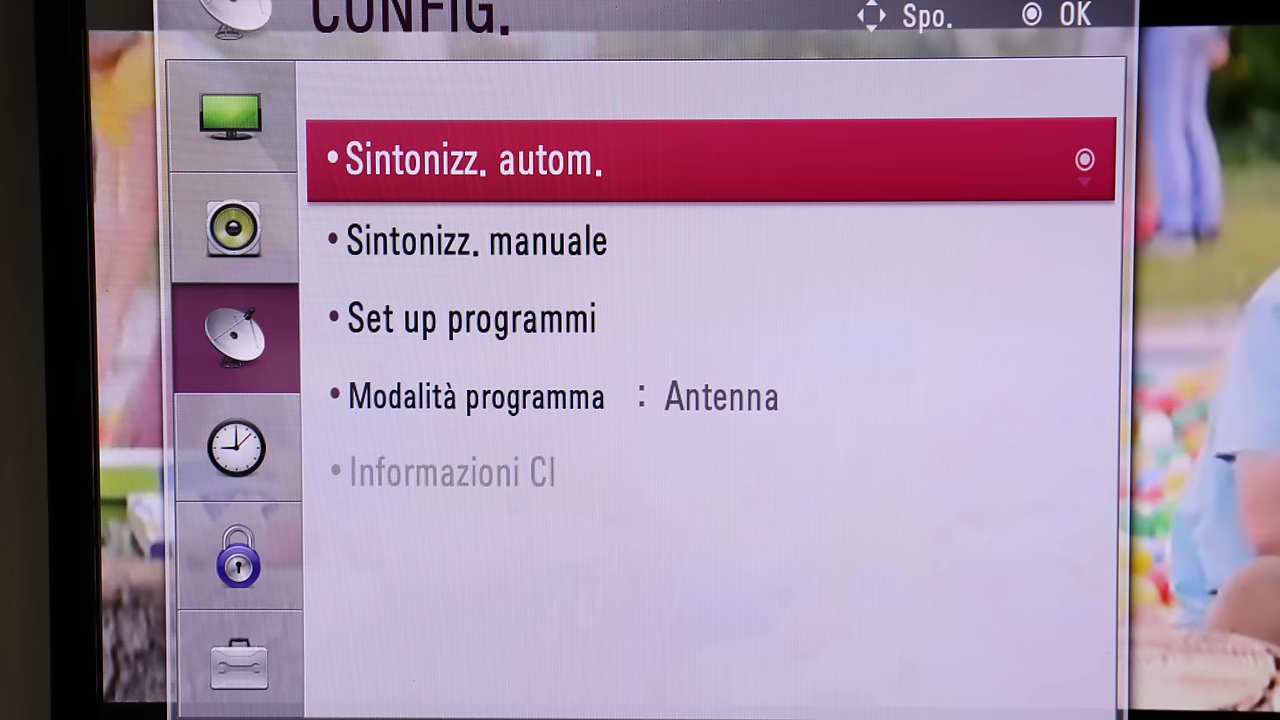 CONFIG.
Spo.
OK
•Sintonizz. autom.
•Sintonizz. manuale
•Set up programmi
•Modalità programma : Antenna
•Informazioni CI